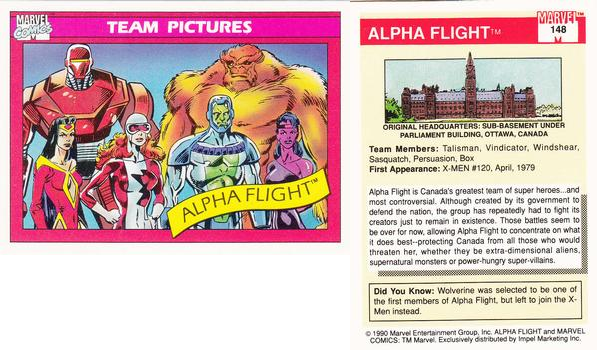 MARVEL
COMICS
TEAM PICTURES
ALPHA FLIGHT™
ALPHA FLIGHT™
MARVEL™
148
ORIGINAL HEADQUARTERS: SUB-BASEMENT UNDER
PARLIAMENT BUILDING, OTTAWA, CANADA
Team Members: Talisman, Vindicator, Windshear,
Sasquatch, Persuasion, Box
First Appearance: X-MEN #120, April, 1979
Alpha Flight is Canada's greatest team of super heroes...and
most controversial. Although created by its government to
defend the nation, the group has repeatedly had to fight its
creators just to remain in existence. Those battles seem to
be over for now, allowing Alpha Flight to concentrate on what
it does best--protecting Canada from all those who would
threaten her, whether they be extra-dimensional aliens,
supernatural monsters or power-hungry super-villains.
Did You Know: Wolverine was selected to be one of
the first members of Alpha Flight, but left to join the X-
Men instead.
© 1990 Marvel Entertainment Group, Inc. ALPHA FLIGHT and MARVEL
COMICS: TM Marvel. Exclusively distributed by Impel Marketing Inc.